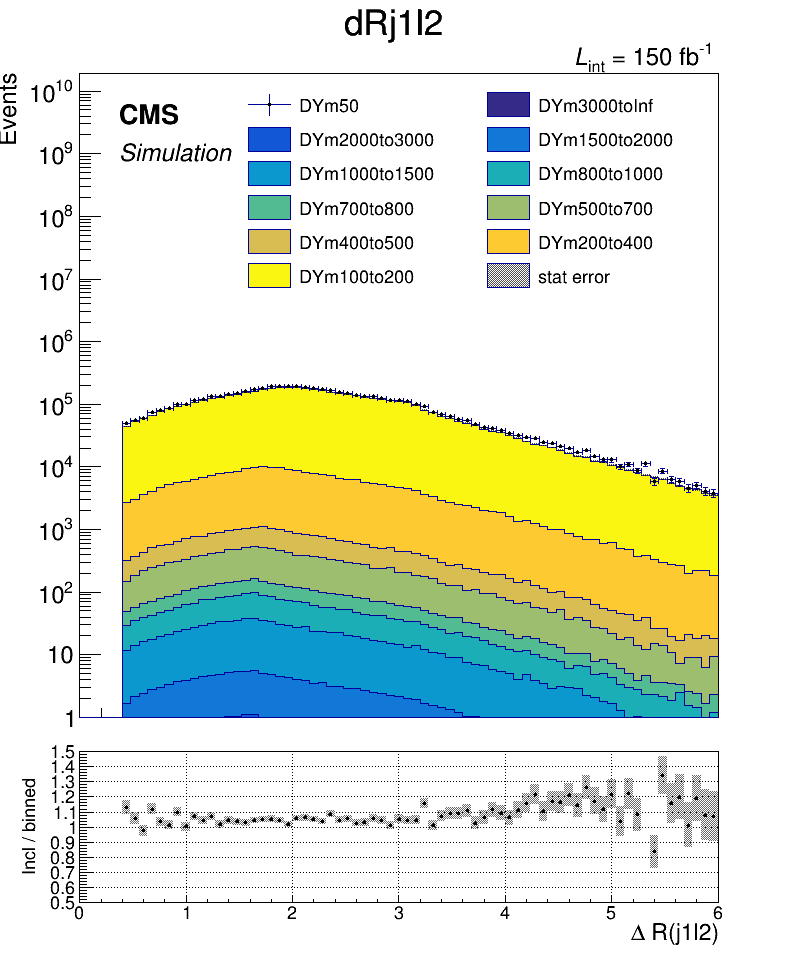 dRj1l2
L_int = 150 fb^-1
Events
CMS
Simulation
DYm50
DYm3000toInf
DYm2000to3000
DYm1500to2000
DYm1000to1500
DYm800to1000
DYm700to800
DYm500to700
DYm400to500
DYm200to400
DYm100to200
stat error
10^10
10^9
10^8
10^7
10^6
10^5
10^4
10^3
10^2
10
1
Incl / binned
1.5
1.4
1.3
1.2
1.1
1
0.9
0.8
0.7
0.6
0.5
0 1 2 3 4 5 6
Δ R(j1l2)